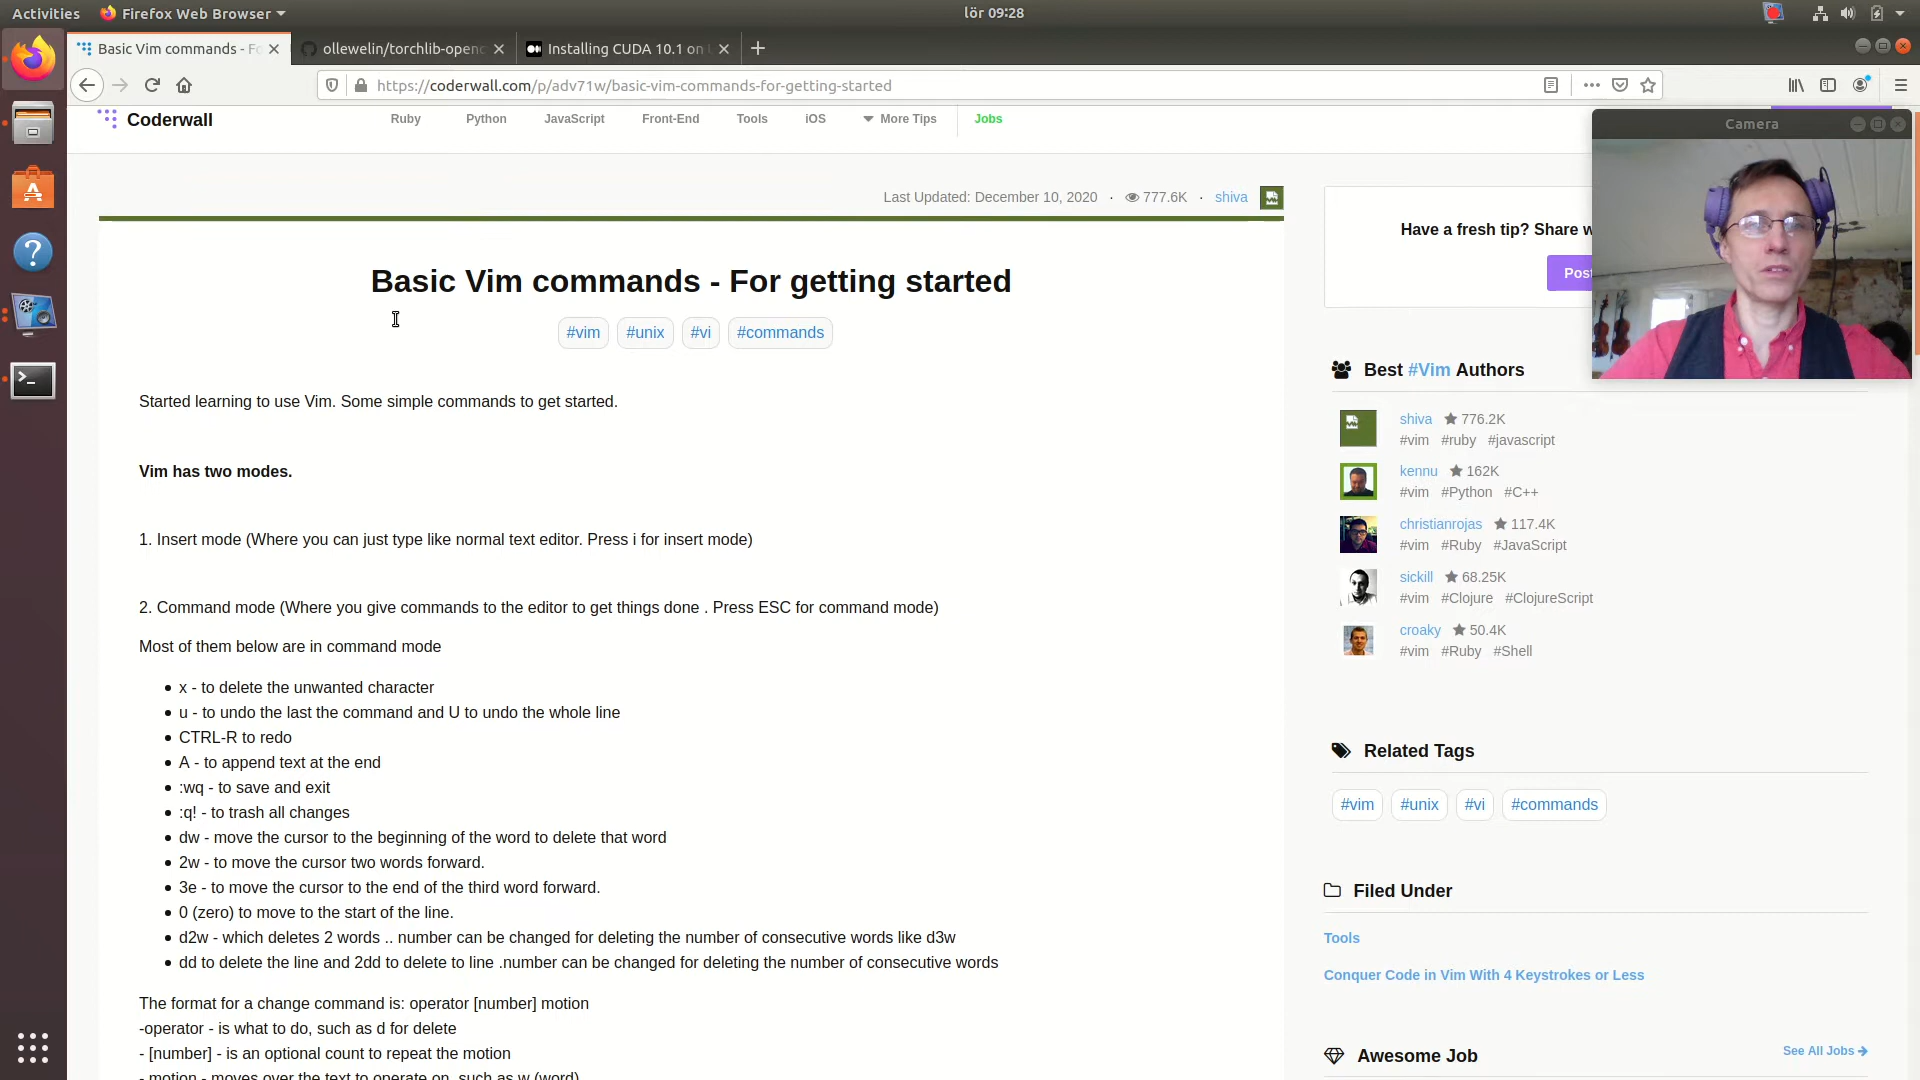 Activities
Firefox Web Browser
lör 09:28
Basic Vim commands - Fo
ollewelin/torchlib-openc
Installing CUDA 10.1 on
https://coderwall.com/p/adv71w/basic-vim-commands-for-getting-started
Coderwall
Ruby
Python
JavaScript
Front-End
Tools
iOS
More Tips
Jobs
Camera
Last Updated: December 10, 2020 · 777.6K · shiva
Basic Vim commands - For getting started
#vim
#unix
#vi
#commands
Started learning to use Vim. Some simple commands to get started.
Vim has two modes.
1. Insert mode (Where you can just type like normal text editor. Press i for insert mode)
2. Command mode (Where you give commands to the editor to get things done . Press ESC for command mode)
Most of them below are in command mode
x - to delete the unwanted character
u - to undo the last the command and U to undo the whole line
CTRL-R to redo
A - to append text at the end
:wq - to save and exit
:q! - to trash all changes
dw - move the cursor to the beginning of the word to delete that word
2w - to move the cursor two words forward.
3e - to move the cursor to the end of the third word forward.
0 (zero) to move to the start of the line.
d2w - which deletes 2 words .. number can be changed for deleting the number of consecutive words like d3w
dd to delete the line and 2dd to delete to line .number can be changed for deleting the number of consecutive words
The format for a change command is: operator [number] motion
-operator - is what to do, such as d for delete
- [number] - is an optional count to repeat the motion
- motion - moves over the text to operate on, such as w (word)
Have a fresh tip? Share w
Post
Best #Vim Authors
shiva 776.2K
#vim #ruby #javascript
kennu 162K
#vim #Python #C++
christianrojas 117.4K
#vim #Ruby #JavaScript
sickill 68.25K
#vim #Clojure #ClojureScript
croaky 50.4K
#vim #Ruby #Shell
Related Tags
#vim
#unix
#vi
#commands
Filed Under
Tools
Conquer Code in Vim With 4 Keystrokes or Less
Awesome Job
See All Jobs